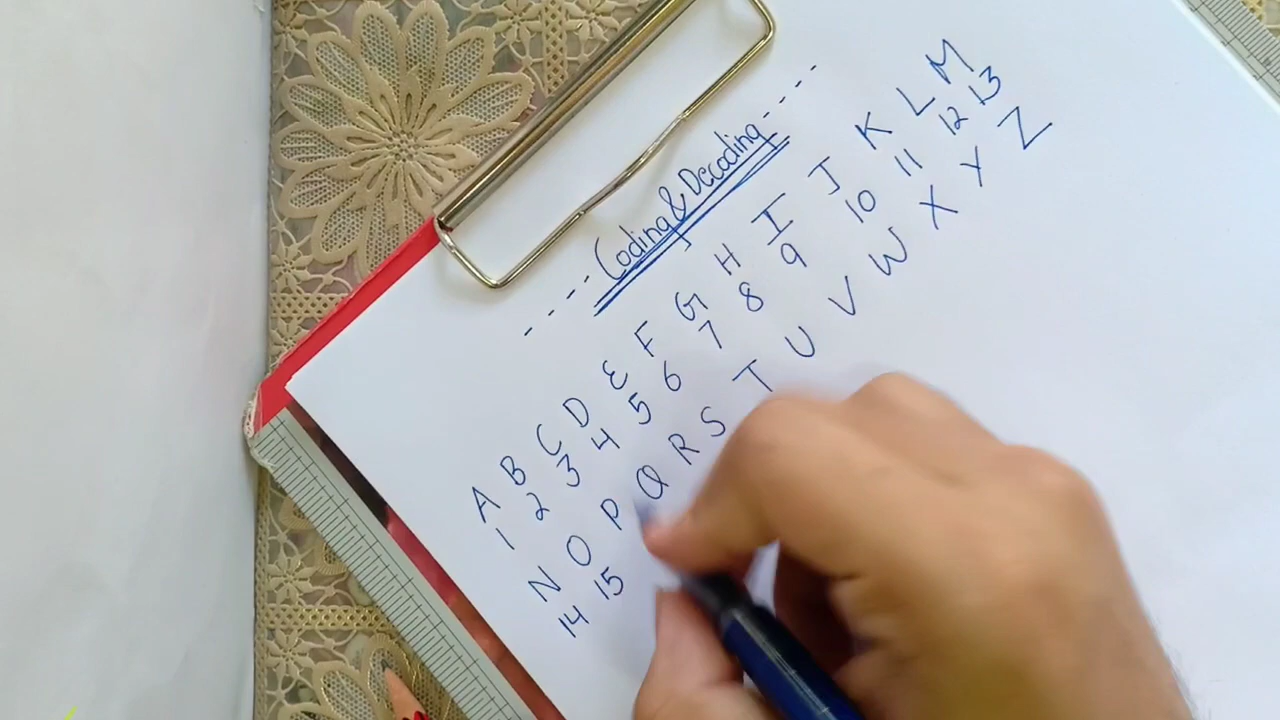 ---- Coding & Decoding ----
A B C D E F G H I J K L M
1 2 3 4 5 6 7 8 9 10 11 12 13
N O P Q R S T U V W X Y Z
14 15